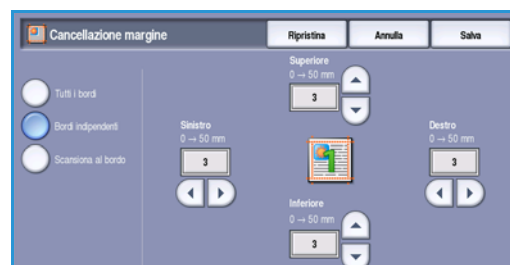 Cancellazione margine
Ripristina
Annulla
Salva
Tutti i bordi
Bordi indipendenti
Scansiona al bordo
Superiore
0 → 50 mm
3
Sinistro
0 → 50 mm
3
1
Destro
0 → 50 mm
3
Inferiore
0 → 50 mm
3